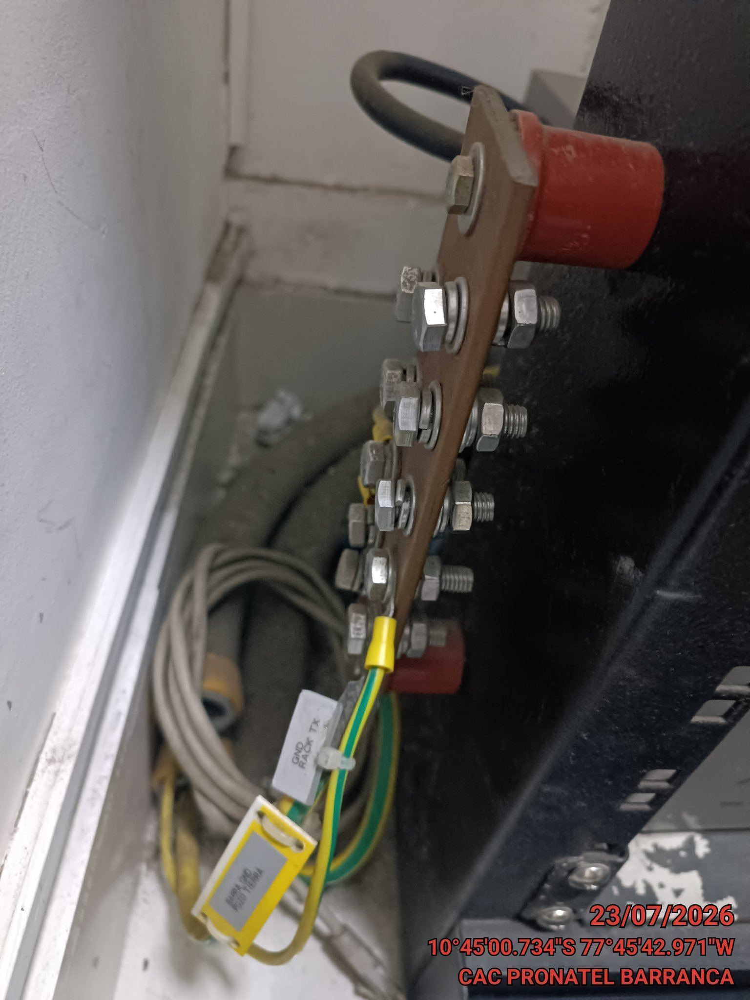 GND
RACK TX
BARRA GND
POZO TIERRA
23/07/2026
10°45'00.734"S 77°45'42.971"W
CAC PRONATEL BARRANCA